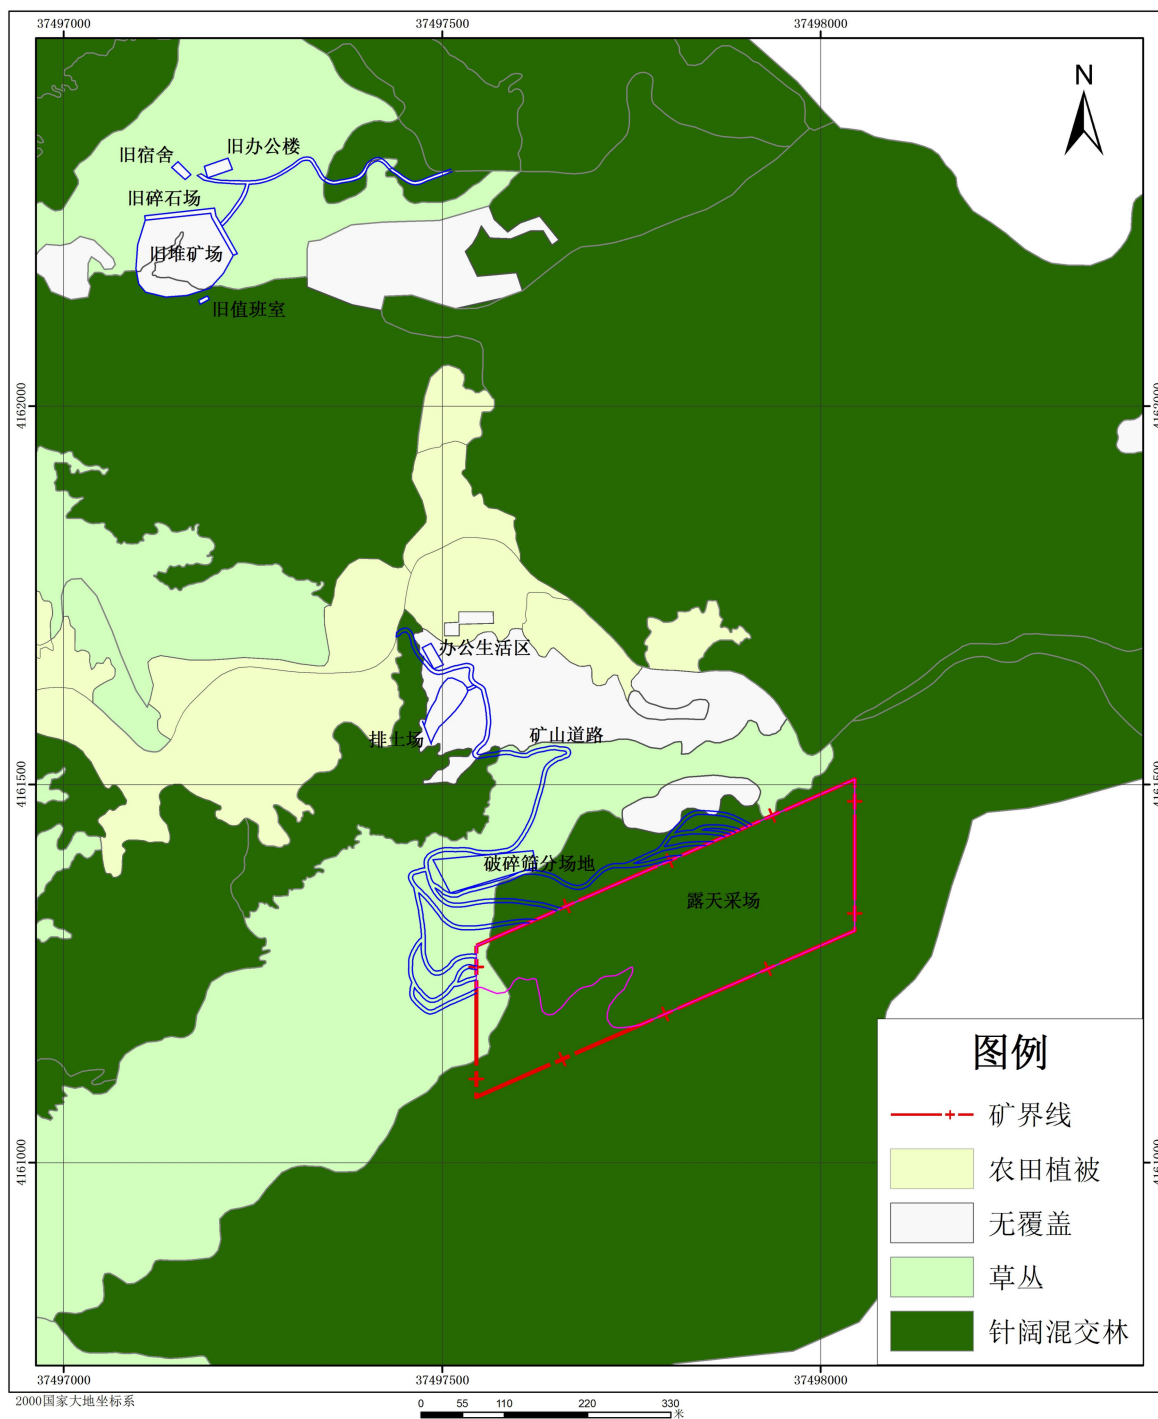 37497000 37497500 37498000
N
旧宿舍
旧办公楼
旧碎石场
旧堆矿场
旧值班室
4162000 4162000
办公生活区
排土场
矿山道路
4161500 4161500
破碎筛分场地
露天采场
4161000 4161000
图例
矿界线
农田植被
无覆盖
草丛
针阔混交林
37497000 37497500 37498000
2000国家大地坐标系
0 55 110 220 330
米